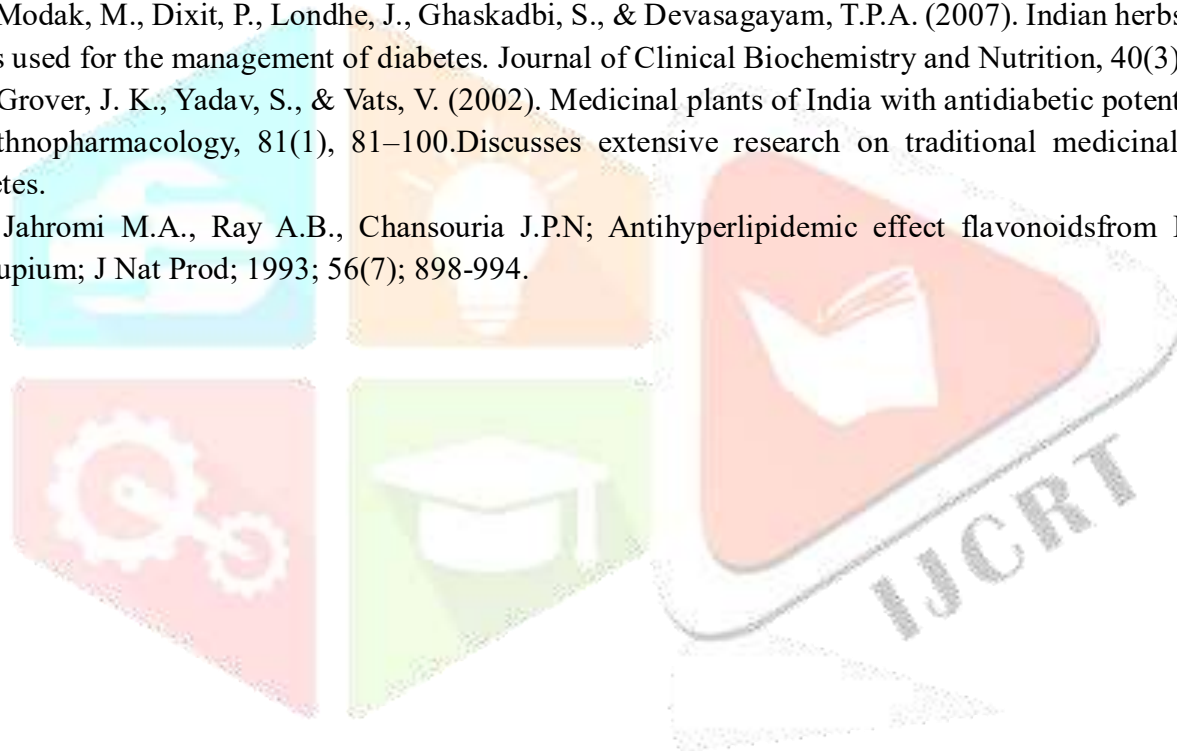 Modak, M., Dixit, P., Londhe, J., Ghaskadbi, S., & Devasagayam, T.P.A. (2007). Indian herbs
s used for the management of diabetes. Journal of Clinical Biochemistry and Nutrition, 40(3)
Grover, J. K., Yadav, S., & Vats, V. (2002). Medicinal plants of India with antidiabetic potent
thnopharmacology, 81(1), 81–100.Discusses extensive research on traditional medicinal
etes.
Jahromi M.A., Ray A.B., Chansouria J.P.N; Antihyperlipidemic effect flavonoidsfrom
upium; J Nat Prod; 1993; 56(7); 898-994.
IJCRT